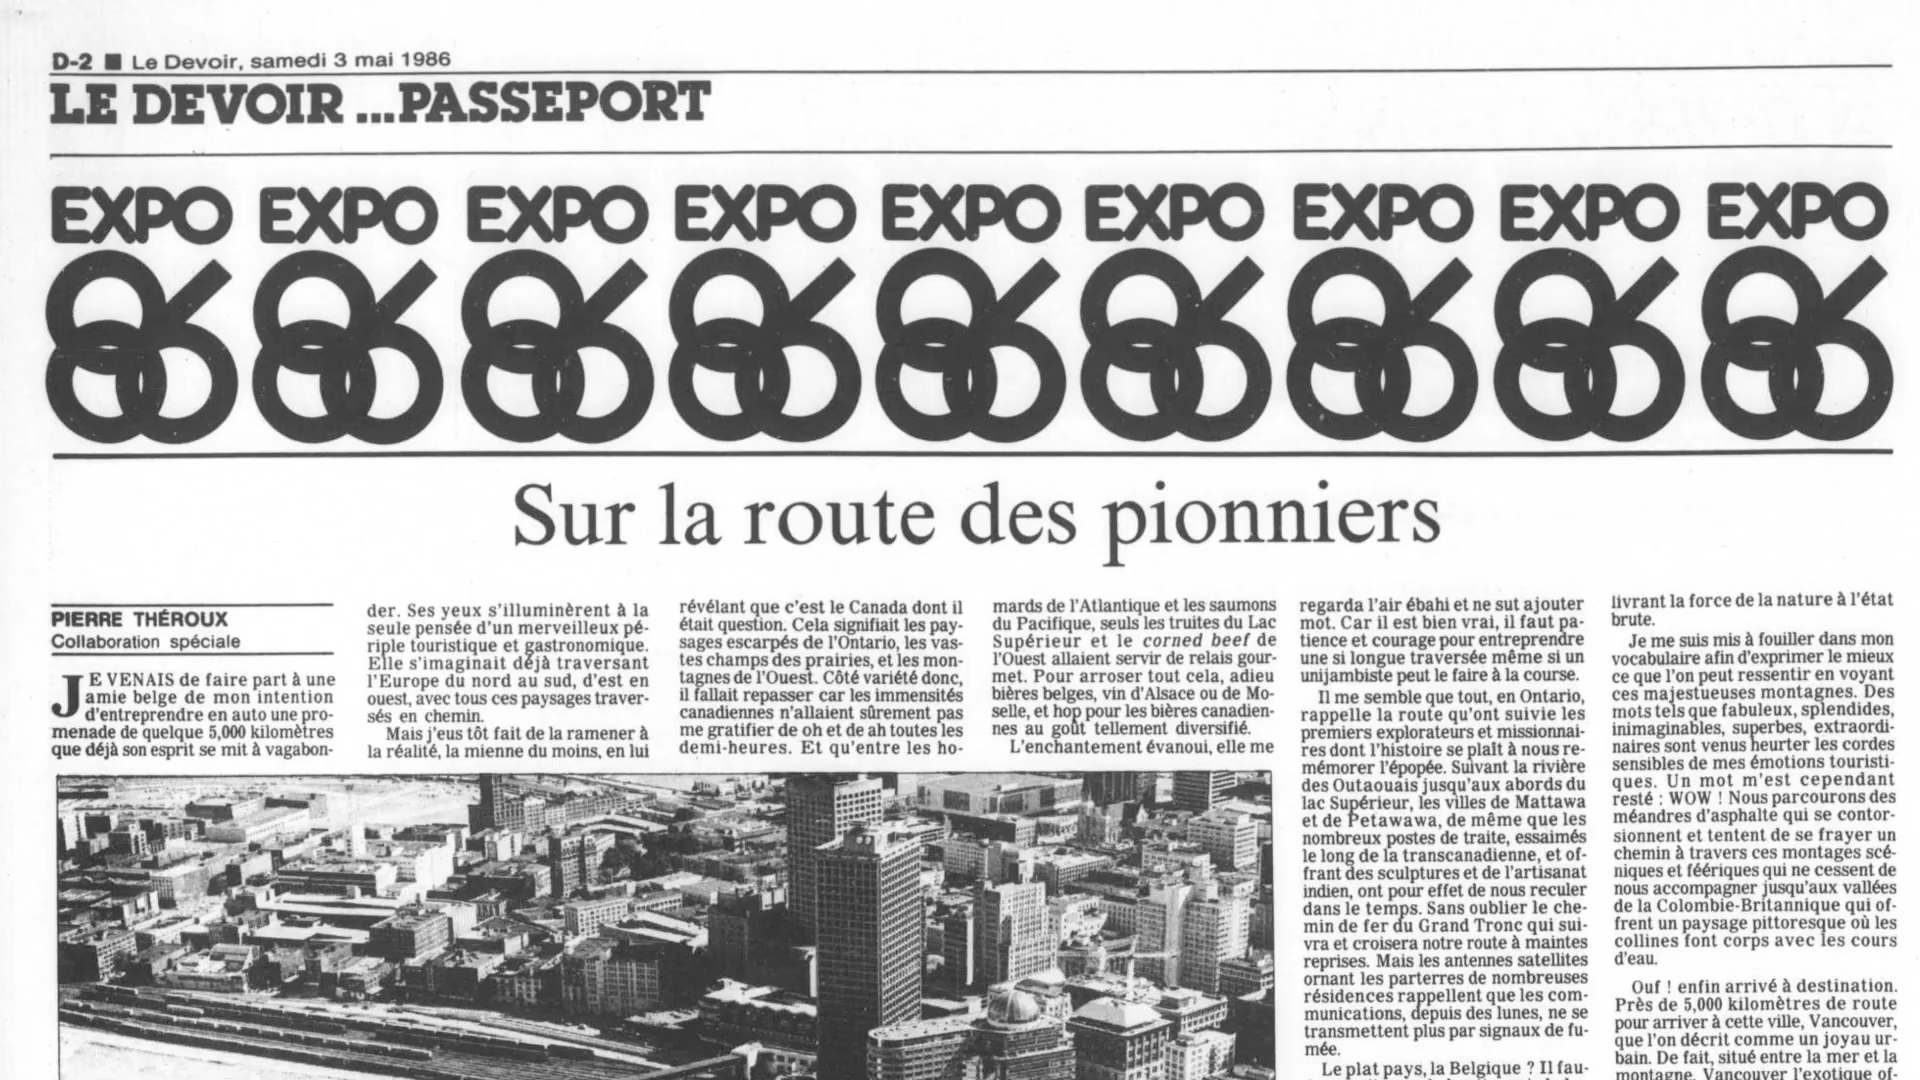 D-2 ■ Le Devoir, samedi 3 mai 1986
LE DEVOIR ...PASSEPORT
EXPO EXPO EXPO EXPO EXPO EXPO EXPO EXPO EXPO
86 86 86 86 86 86 86 86 86
Sur la route des pionniers
PIERRE THÉROUX
Collaboration spéciale
JE VENAIS de faire part à une
amie belge de mon intention
d'entreprendre en auto une pro-
menade de quelque 5,000 kilomètres
que déjà son esprit se mit à vagabon-
der. Ses yeux s'illuminèrent à la
seule pensée d'un merveilleux pé-
riple touristique et gastronomique.
Elle s'imaginait déjà traversant
l'Europe du nord au sud, d'est en
ouest, avec tous ces paysages traver-
sés en chemin.
Mais j'eus tôt fait de la ramener à
la réalité, la mienne du moins, en lui
révélant que c'est le Canada dont il
était question. Cela signifiait les pay-
sages escarpés de l'Ontario, les vas-
tes champs des prairies, et les mon-
tagnes de l'Ouest. Côté variété donc,
il fallait repasser car les immensités
canadiennes n'allaient sûrement pas
me gratifier de oh et de ah toutes les
demi-heures. Et qu'entre les ho-
mards de l'Atlantique et les saumons
du Pacifique, seuls les truites du Lac
Supérieur et le corned beef de
l'Ouest allaient servir de relais gour-
met. Pour arroser tout cela, adieu
bières belges, vin d'Alsace ou de Mo-
selle, et hop pour les bières canadien-
nes au goût tellement diversifié.
L'enchantement évanoui, elle me
regarda l'air ébahi et ne sut ajouter
mot. Car il est bien vrai, il faut pa-
tience et courage pour entreprendre
une si longue traversée même si un
unijambiste peut le faire à la course.
Il me semble que tout, en Ontario,
rappelle la route qu'ont suivie les
premiers explorateurs et missionnai-
res dont l'histoire se plaît à nous re-
mémorer l'épopée. Suivant la rivière
des Outaouais jusqu'aux abords du
lac Supérieur, les villes de Mattawa
et de Petawawa, de même que les
nombreux postes de traite, essaimés
le long de la transcanadienne, et of-
frant des sculptures et de l'artisanat
indien, ont pour effet de nous reculer
dans le temps. Sans oublier le che-
min de fer du Grand Tronc qui sui-
vra et croisera notre route à maintes
reprises. Mais les antennes satellites
ornant les parterres de nombreuses
résidences rappellent que les com-
munications, depuis des lunes, ne se
transmettent plus par signaux de fu-
mée.
Le plat pays, la Belgique ? Il fau-
livrant la force de la nature à l'état
brute.
Je me suis mis à fouiller dans mon
vocabulaire afin d'exprimer le mieux
ce que l'on peut ressentir en voyant
ces majestueuses montagnes. Des
mots tels que fabuleux, splendides,
inimaginables, superbes, extraordi-
naires sont venus heurter les cordes
sensibles de mes émotions touristi-
ques. Un mot m'est cependant
resté : WOW ! Nous parcourons des
méandres d'asphalte qui se contor-
sionnent et tentent de se frayer un
chemin à travers ces montages scé-
niques et féériques qui ne cessent de
nous accompagner jusqu'aux vallées
de la Colombie-Britannique qui of-
frent un paysage pittoresque où les
collines font corps avec les cours
d'eau.
Ouf ! enfin arrivé à destination.
Près de 5,000 kilomètres de route
pour arriver à cette ville, Vancouver,
que l'on décrit comme un joyau ur-
bain. De fait, situé entre la mer et la
montagne, Vancouver l'exotique of-